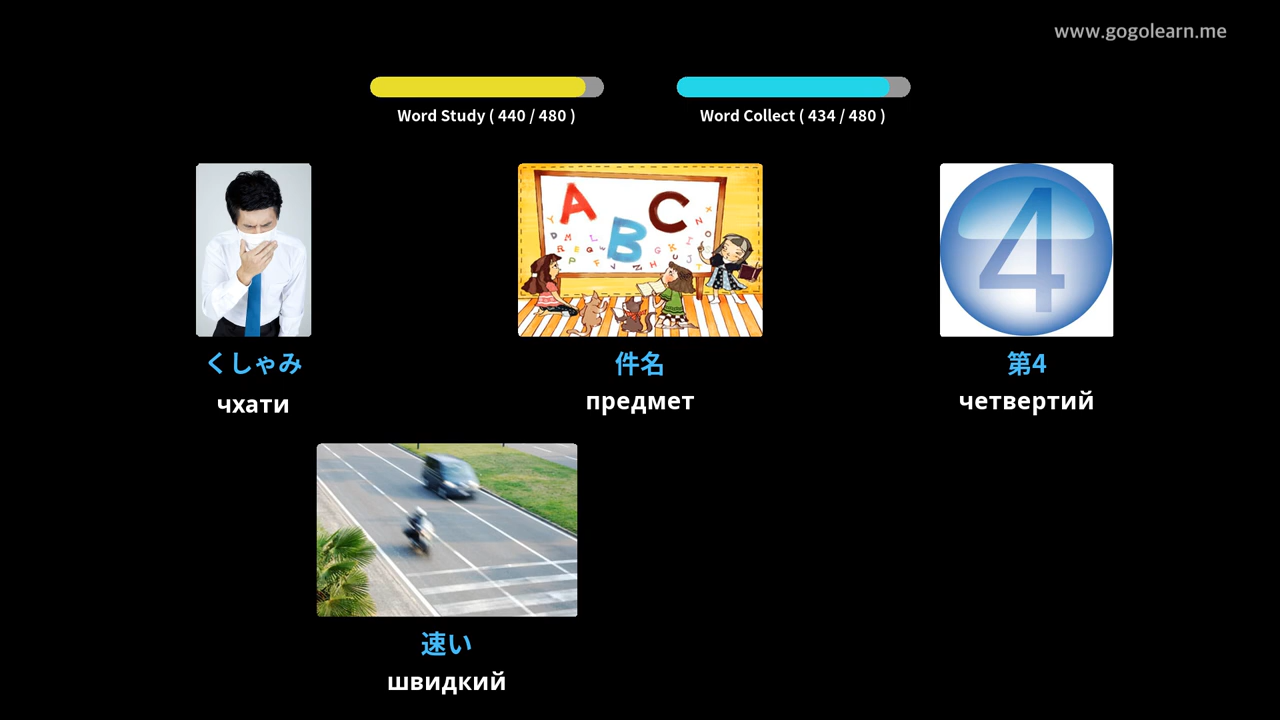 www.gogolearn.me
Word Study ( 440 / 480 )
Word Collect ( 434 / 480 )
A B C
4
くしゃみ
件名
第4
чхати
предмет
четвертий
速い
швидкий